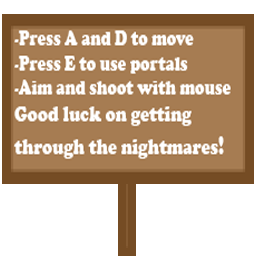 -Press A and D to move
-Press E to use portals
-Aim and shoot with mouse
Good luck on getting
through the nightmares!